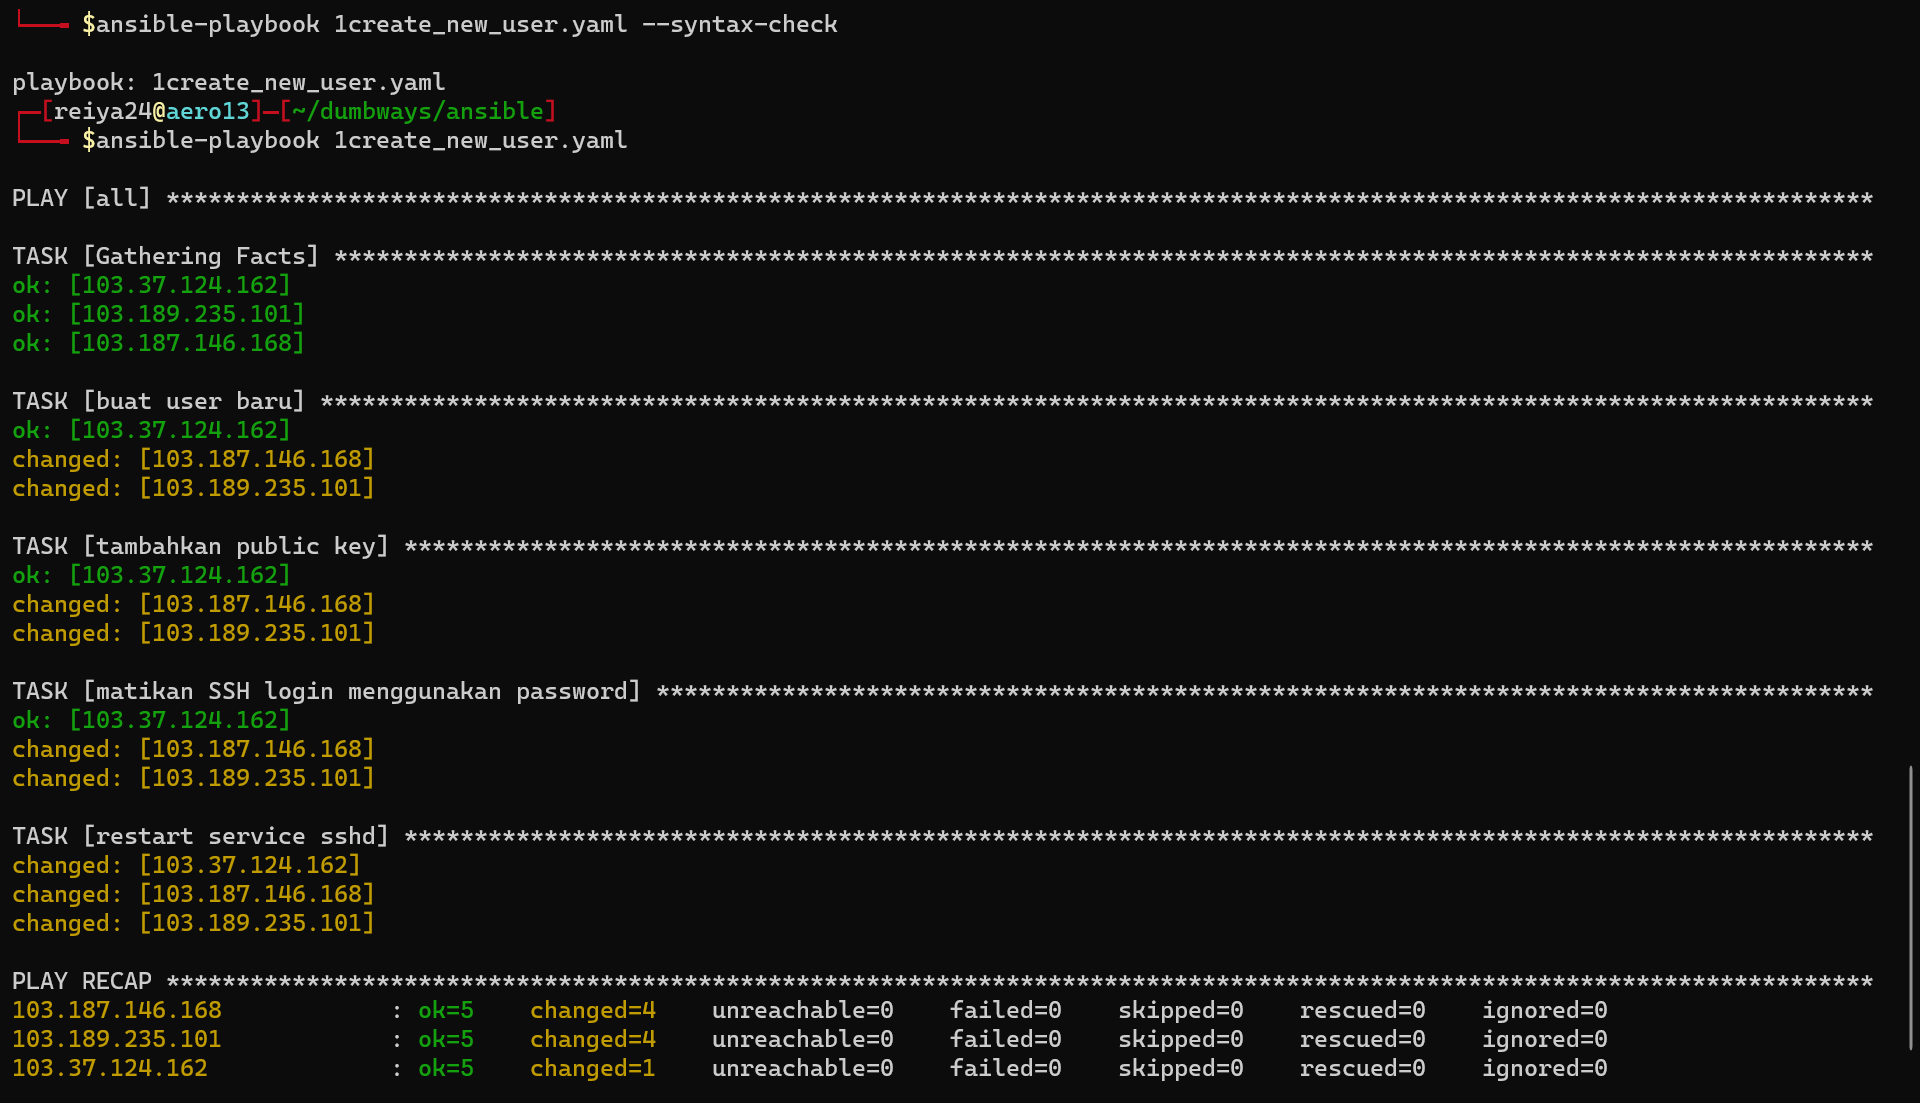 $ansible-playbook 1create_new_user.yaml --syntax-check
playbook: 1create_new_user.yaml
[reiya24@aero13]─[~/dumbways/ansible]
$ansible-playbook 1create_new_user.yaml
PLAY [all] **************************************************************************************************************************
TASK [Gathering Facts] **************************************************************************************************************
ok: [103.37.124.162]
ok: [103.189.235.101]
ok: [103.187.146.168]
TASK [buat user baru] ***************************************************************************************************************
ok: [103.37.124.162]
changed: [103.187.146.168]
changed: [103.189.235.101]
TASK [tambahkan public key] *********************************************************************************************************
ok: [103.37.124.162]
changed: [103.187.146.168]
changed: [103.189.235.101]
TASK [matikan SSH login menggunakan password] ***************************************************************************************
ok: [103.37.124.162]
changed: [103.187.146.168]
changed: [103.189.235.101]
TASK [restart service sshd] *********************************************************************************************************
changed: [103.37.124.162]
changed: [103.187.146.168]
changed: [103.189.235.101]
PLAY RECAP **************************************************************************************************************************
103.187.146.168            : ok=5    changed=4    unreachable=0    failed=0    skipped=0    rescued=0    ignored=0
103.189.235.101            : ok=5    changed=4    unreachable=0    failed=0    skipped=0    rescued=0    ignored=0
103.37.124.162             : ok=5    changed=1    unreachable=0    failed=0    skipped=0    rescued=0    ignored=0